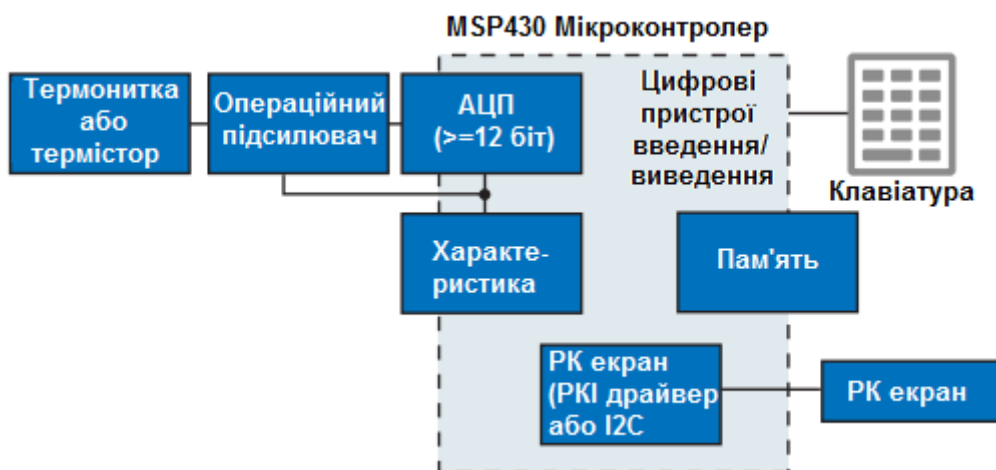 MSP430 Мікроконтролер
Термонитка
або
термістор
Операційний
підсилювач
АЦП
(>=12 біт)
Цифрові
пристрої
введення/
виведення
Клавіатура
Характе-
ристика
Пам'ять
РК екран
(РКІ драйвер
або I2C
РК екран